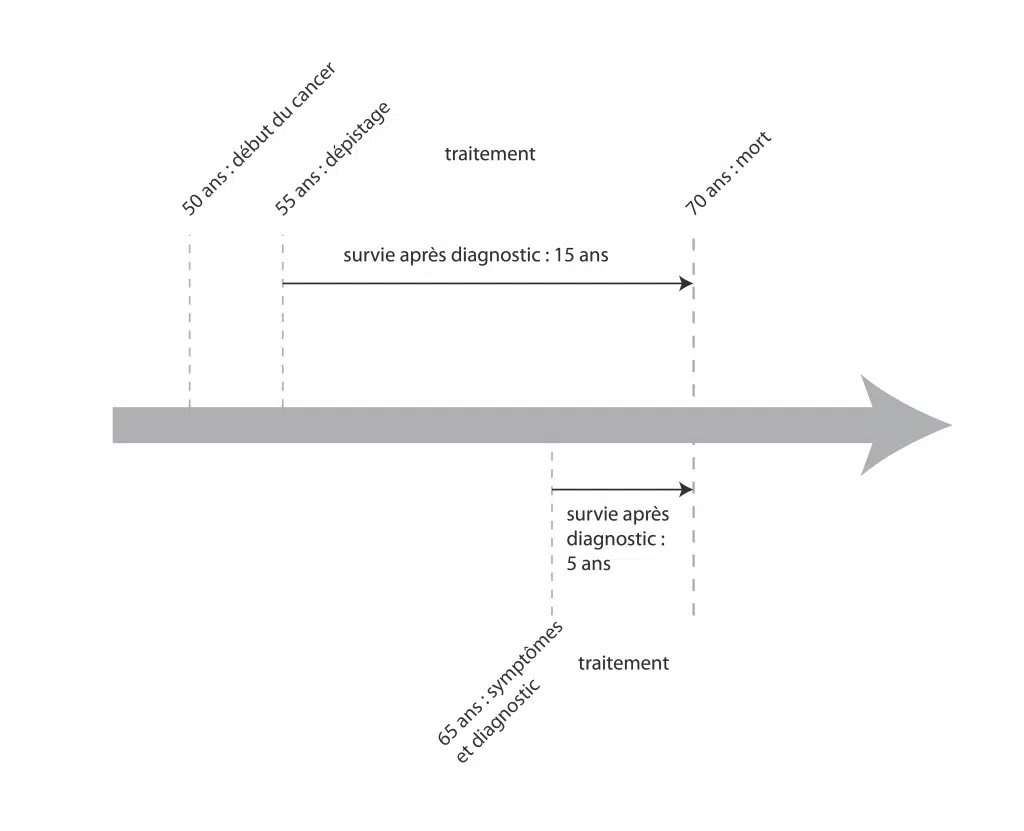 50 ans : début du cancer
55 ans : dépistage
traitement
70 ans : mort
survie après diagnostic : 15 ans
survie après
diagnostic :
5 ans
65 ans : symptômes
et diagnostic
traitement